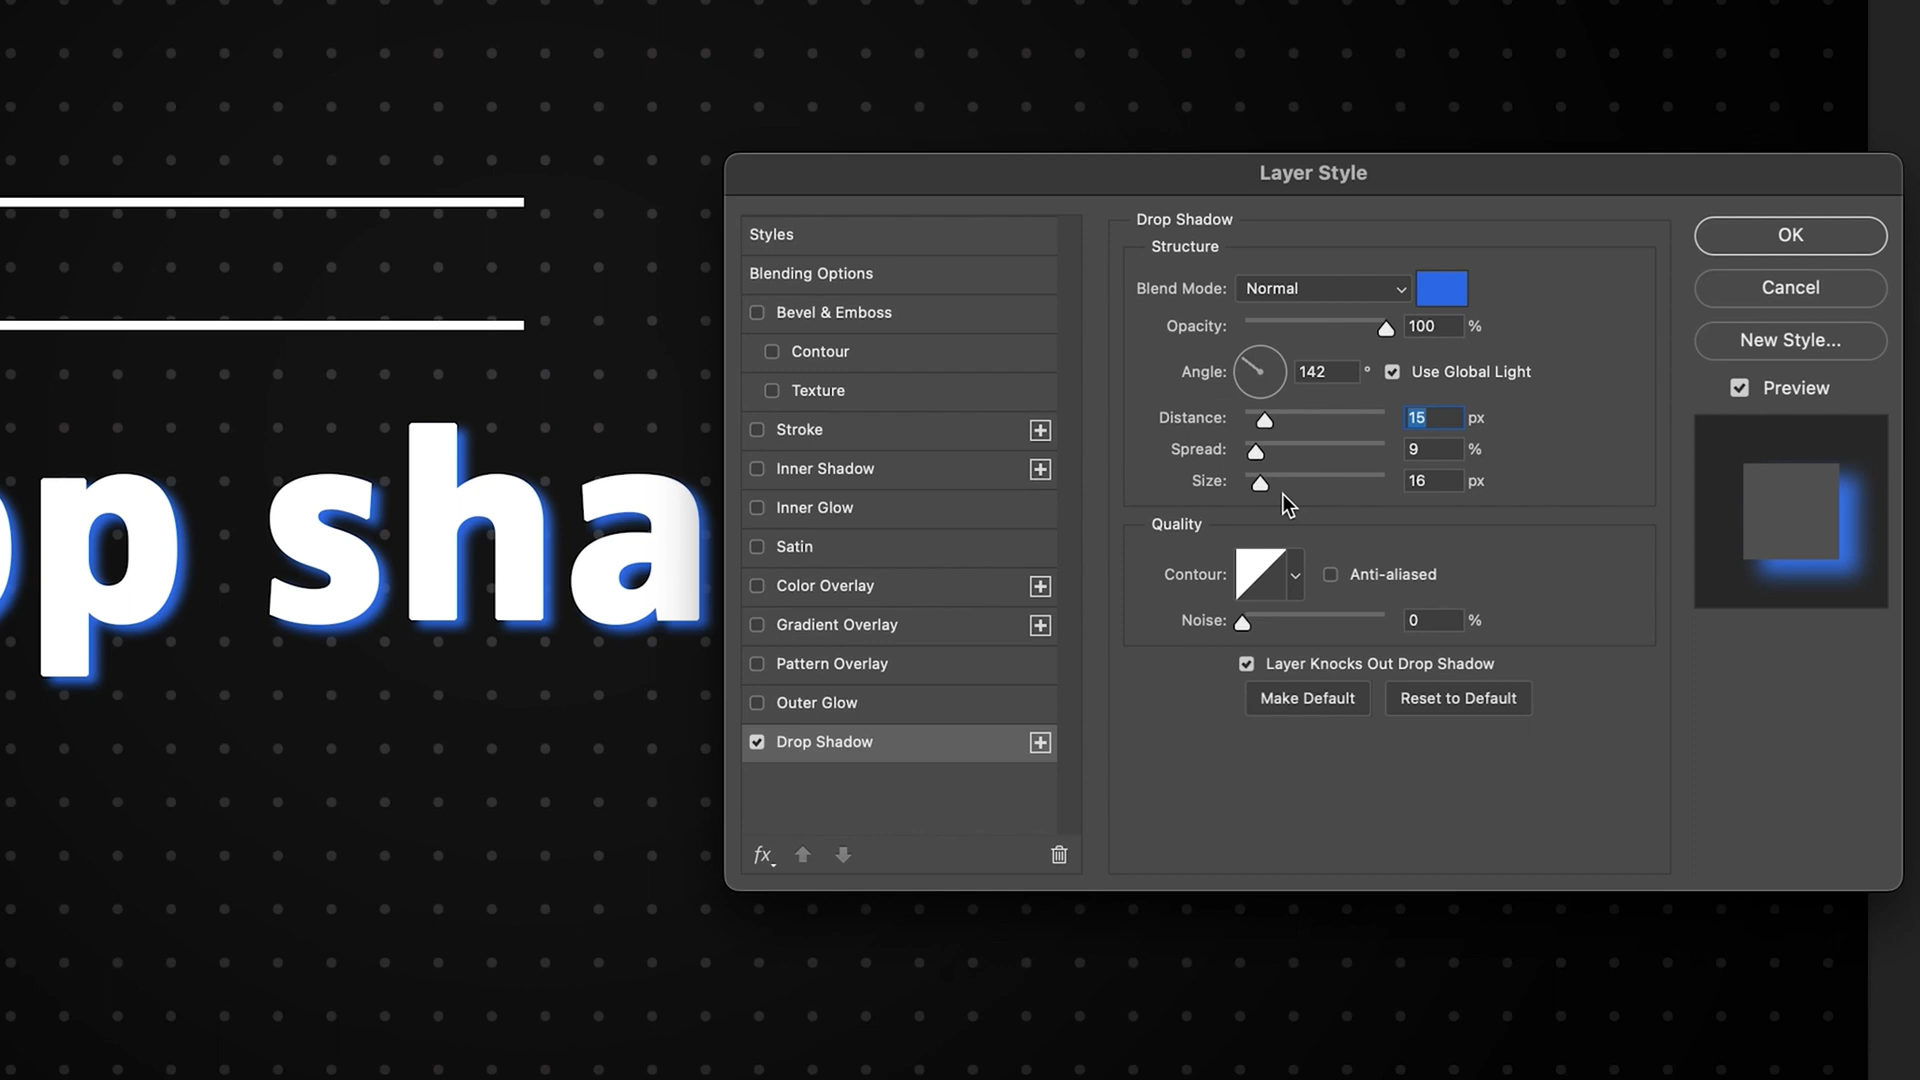 Layer Style
Styles
Blending Options
Bevel & Emboss
Contour
Texture
Stroke
Inner Shadow
Inner Glow
Satin
Color Overlay
Gradient Overlay
Pattern Overlay
Outer Glow
Drop Shadow
fx
Drop Shadow
Structure
Blend Mode: Normal
Opacity: 100 %
Angle: 142 ° Use Global Light
Distance: 15 px
Spread: 9 %
Size: 16 px
Quality
Contour: Anti-aliased
Noise: 0 %
Layer Knocks Out Drop Shadow
Make Default Reset to Default
OK
Cancel
New Style...
Preview
op sha